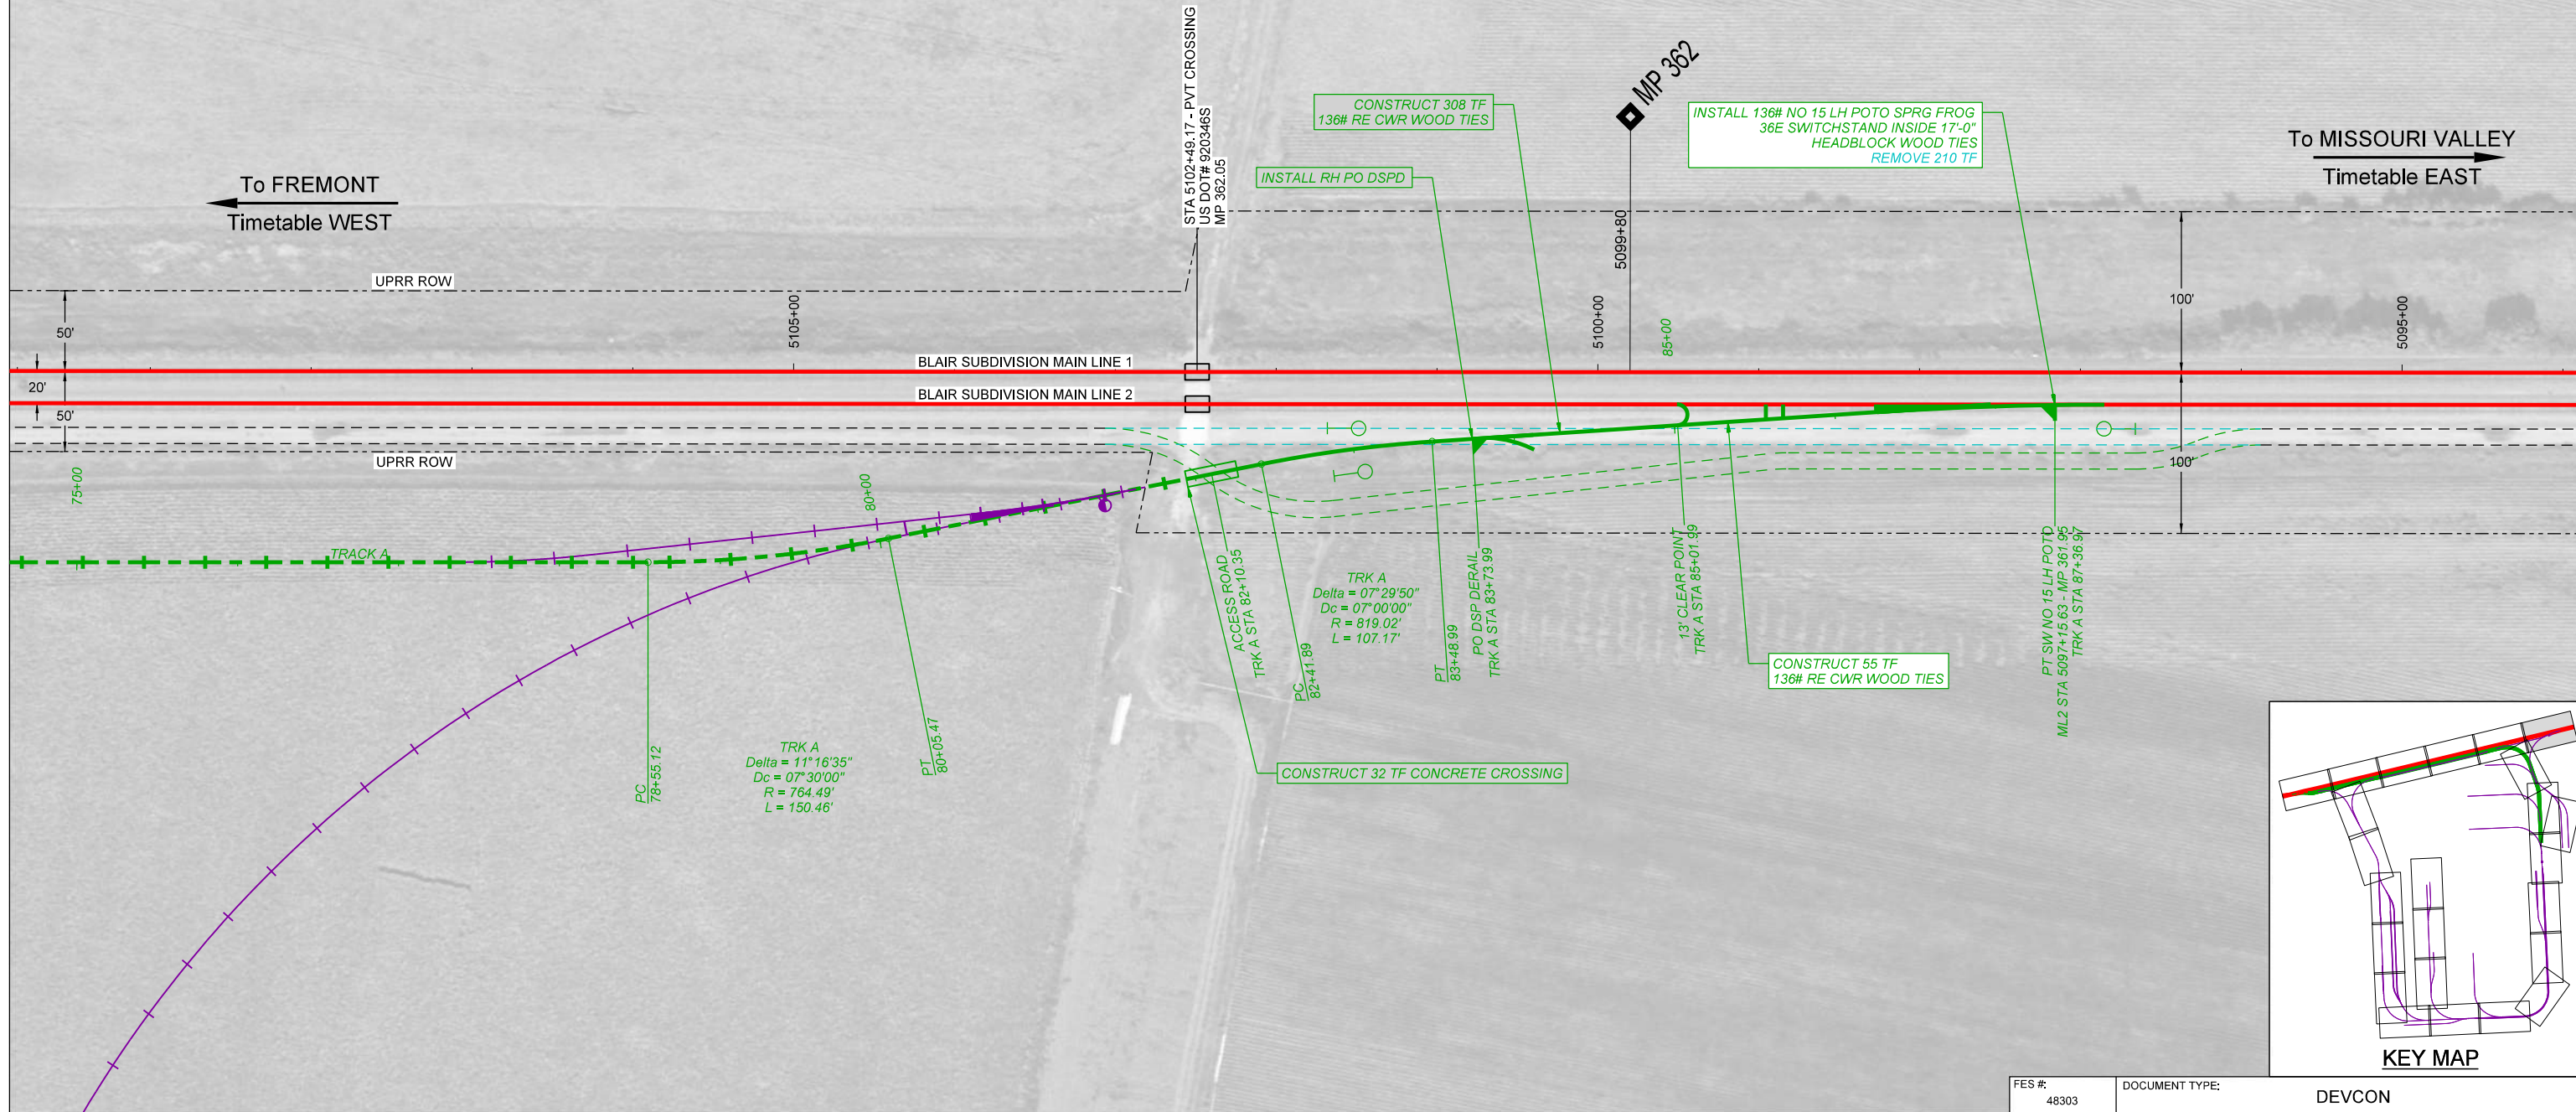 STA 5102+49.17 - PVT CROSSING
US DOT# 920346S
MP 362.05
MP 362
CONSTRUCT 308 TF
136# RE CWR WOOD TIES
INSTALL 136# NO 15 LH POTO SPRG FROG
36E SWITCHSTAND INSIDE 17'-0"
HEADBLOCK WOOD TIES
REMOVE 210 TF
To MISSOURI VALLEY
Timetable EAST
To FREMONT
Timetable WEST
INSTALL RH PO DSPD
5099+80
UPRR ROW
50'
5105+00
5100+00
85+00
100'
5095+00
BLAIR SUBDIVISION MAIN LINE 1
20'
BLAIR SUBDIVISION MAIN LINE 2
50'
UPRR ROW
100'
75+00
80+00
TRACK A
ACCESS ROAD
TRK A STA 82+10.35
TRK A
Delta = 07°29'50"
Dc = 07°00'00"
R = 819.02'
L = 107.17'
PC
82+41.89
PT
83+48.99
PO DSP DERAIL
TRK A STA 83+73.99
13' CLEAR POINT
TRK A STA 85+01.99
CONSTRUCT 55 TF
136# RE CWR WOOD TIES
PT SW NO 15 LH POTO
ML2 STA 5097+15.63 - MP 361.95
TRK A STA 87+36.97
PC
78+55.12
TRK A
Delta = 11°16'35"
Dc = 07°30'00"
R = 764.49'
L = 150.46'
PT
80+05.47
CONSTRUCT 32 TF CONCRETE CROSSING
KEY MAP
FES #:
48303
DOCUMENT TYPE:
DEVCON